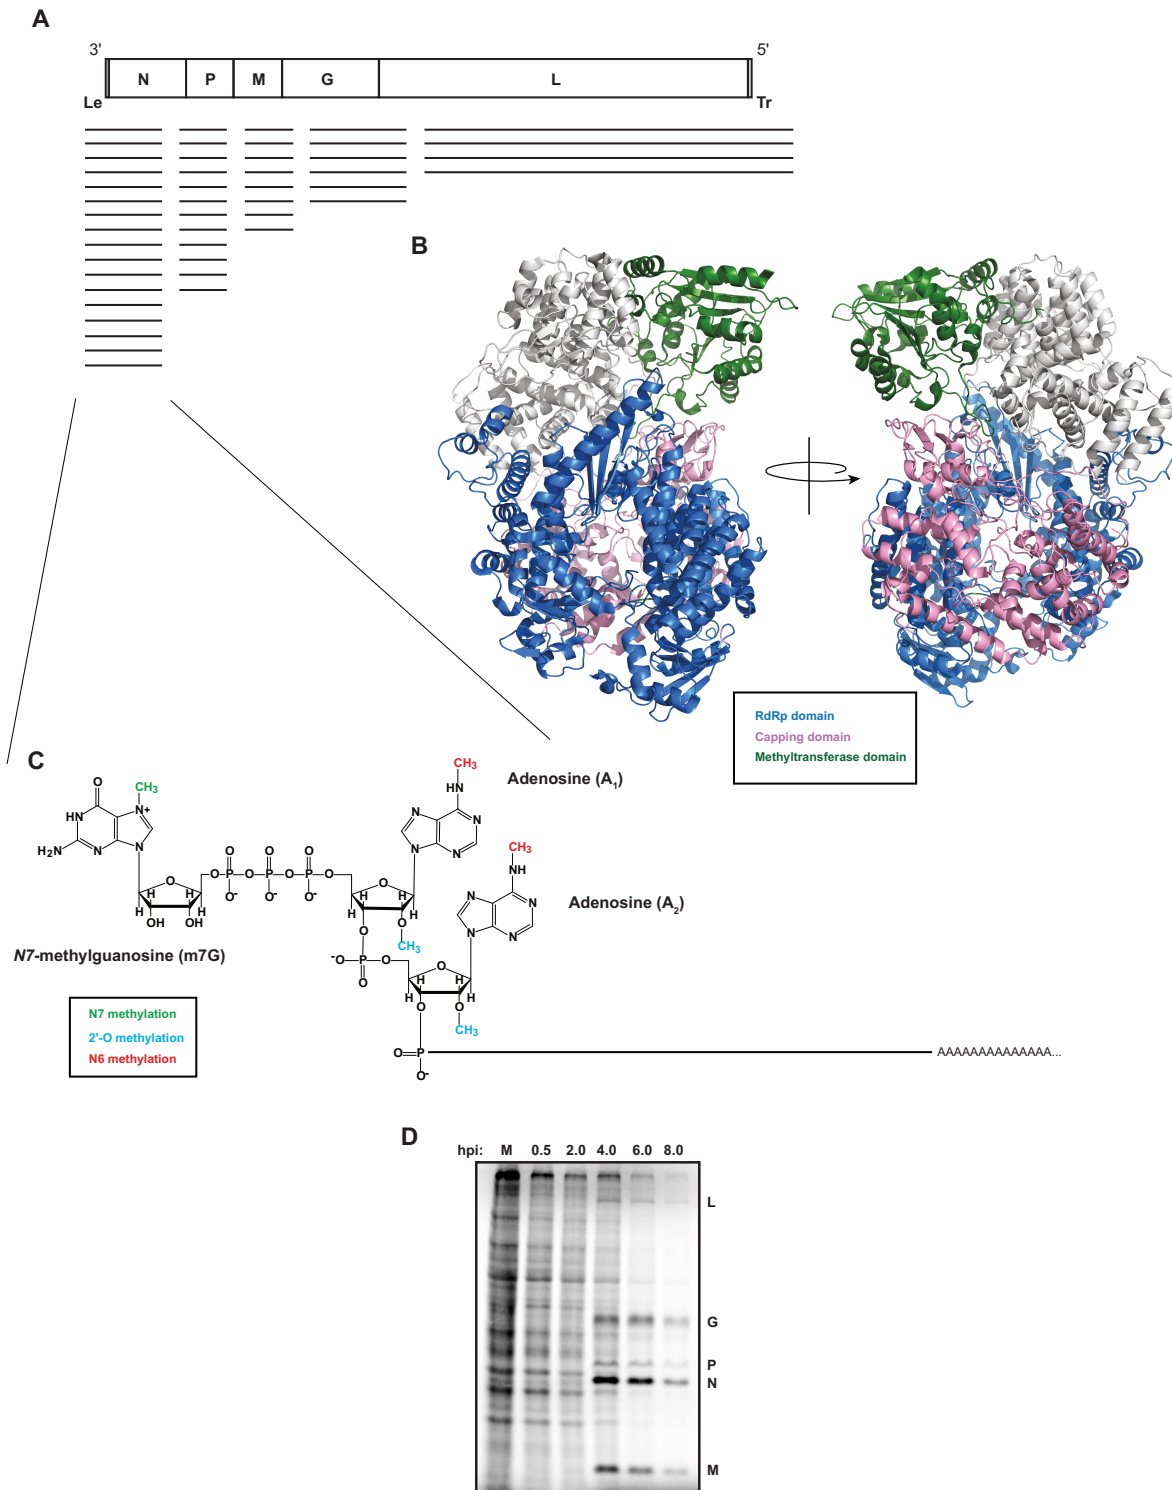 A
3' 5'
N P M G L
Le Tr
B
RdRp domain
Capping domain
Methyltransferase domain
C
CH3
Adenosine (A1)
O CH3 HN
HN N+ N N
H2N N N N N
CH3
O O O O NH
O P O P O P O O
H H O- O- O- H H N N
H H H H N N
OH OH O O
CH3
Adenosine (A2)
N7-methylguanosine (m7G)
-O P O O
O H H
H H
O O
CH3
N7 methylation
2'-O methylation
N6 methylation
O P AAAAAAAAAAAAAA...
O-
D
hpi: M 0.5 2.0 4.0 6.0 8.0
L
G
P
N
M